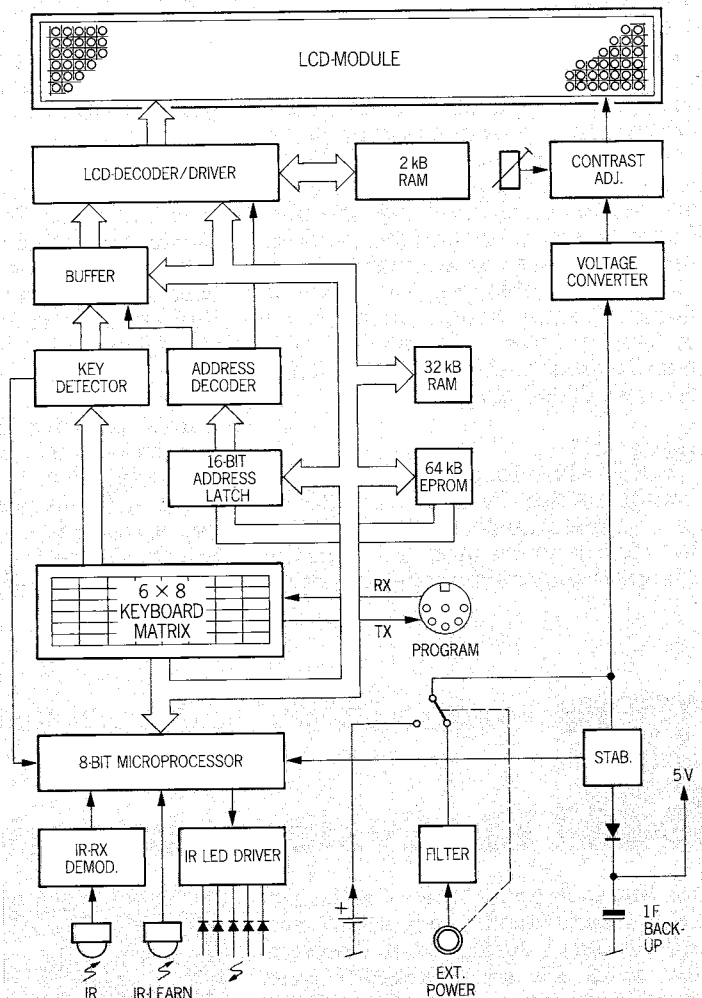 LCD-MODULE
LCD-DECODER/DRIVER
2 kB
RAM
CONTRAST
ADJ.
BUFFER
VOLTAGE
CONVERTER
KEY
DETECTOR
ADDRESS
DECODER
32 kB
RAM
16-BIT
ADDRESS
LATCH
64 kB
EPROM
6 × 8
KEYBOARD
MATRIX
RX
TX
PROGRAM
8-BIT MICROPROCESSOR
STAB.
5 V
IR-RX
DEMOD.
IR LED DRIVER
FILTER
+
1F
BACK-
UP
IR
IR-LEARN
EXT.
POWER